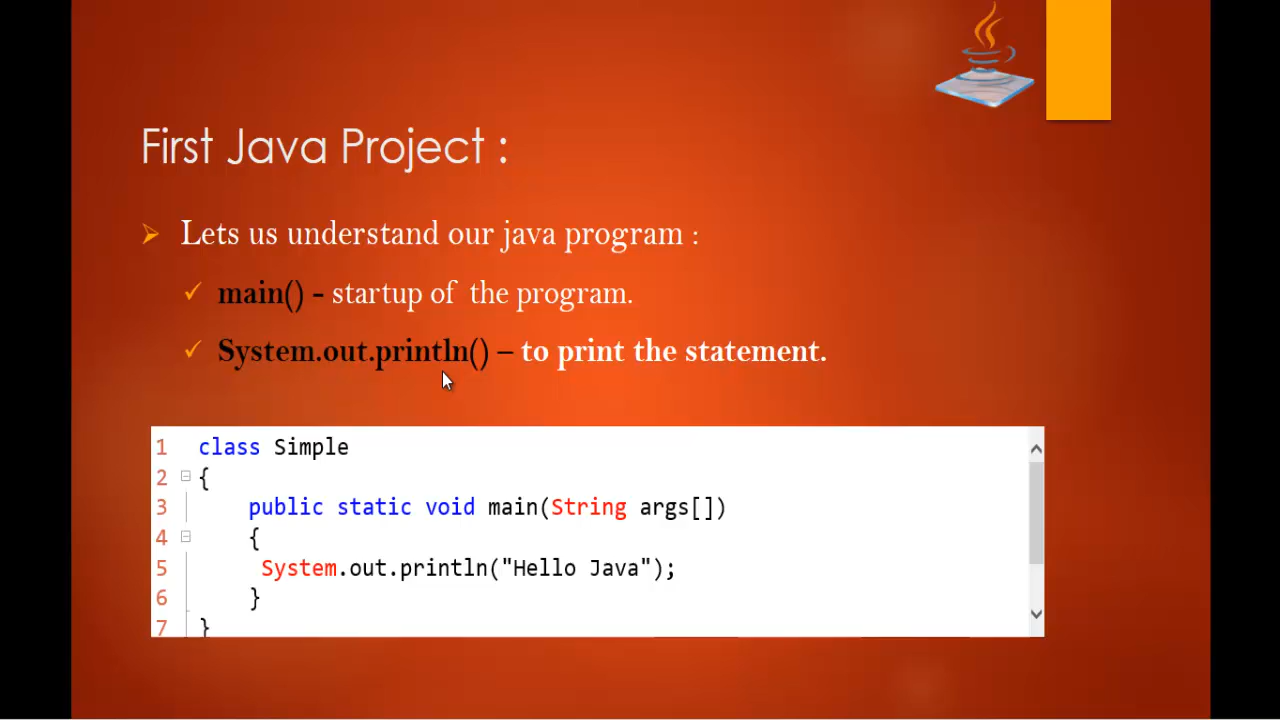 First Java Project :
Lets us understand our java program :
main() - startup of the program.
System.out.println() – to print the statement.
1 class Simple
2 {
3 public static void main(String args[])
4 {
5 System.out.println("Hello Java");
6 }
7 }